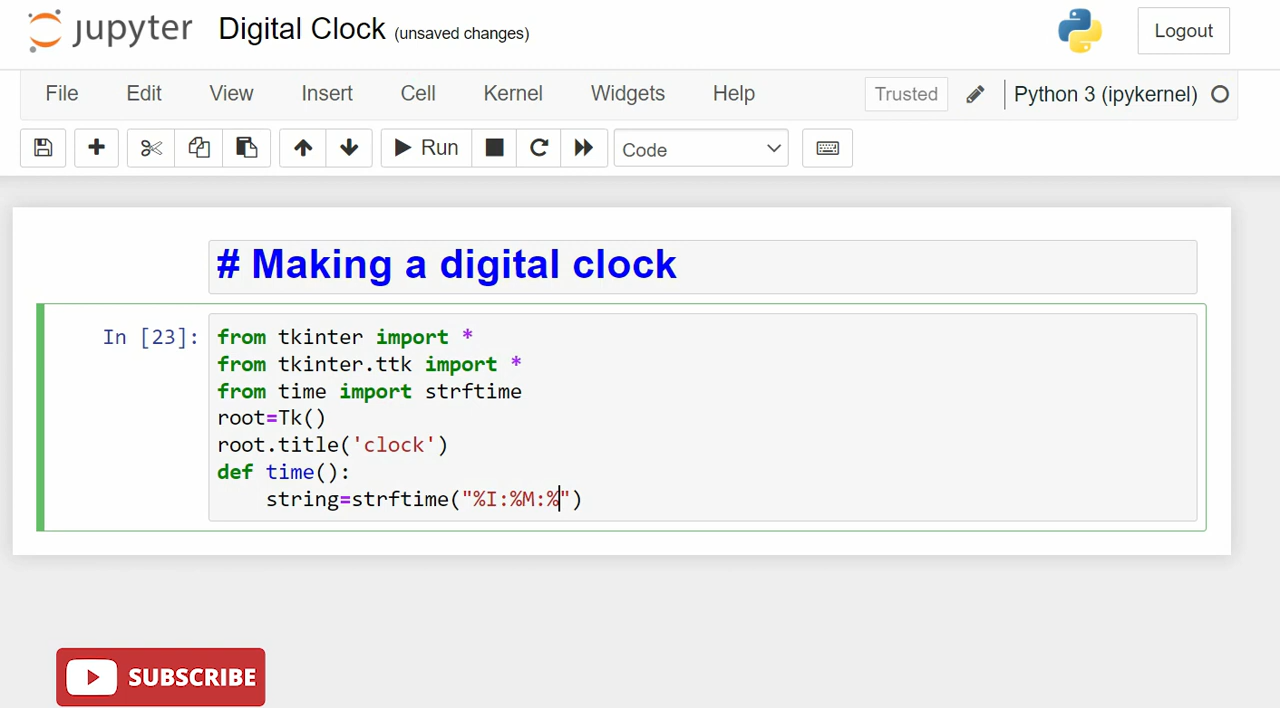 jupyter Digital Clock (unsaved changes) Logout
File Edit View Insert Cell Kernel Widgets Help Trusted Python 3 (ipykernel)
Run Code
# Making a digital clock
In [23]: from tkinter import *
from tkinter.ttk import *
from time import strftime
root=Tk()
root.title('clock')
def time():
    string=strftime("%I:%M:%")
SUBSCRIBE